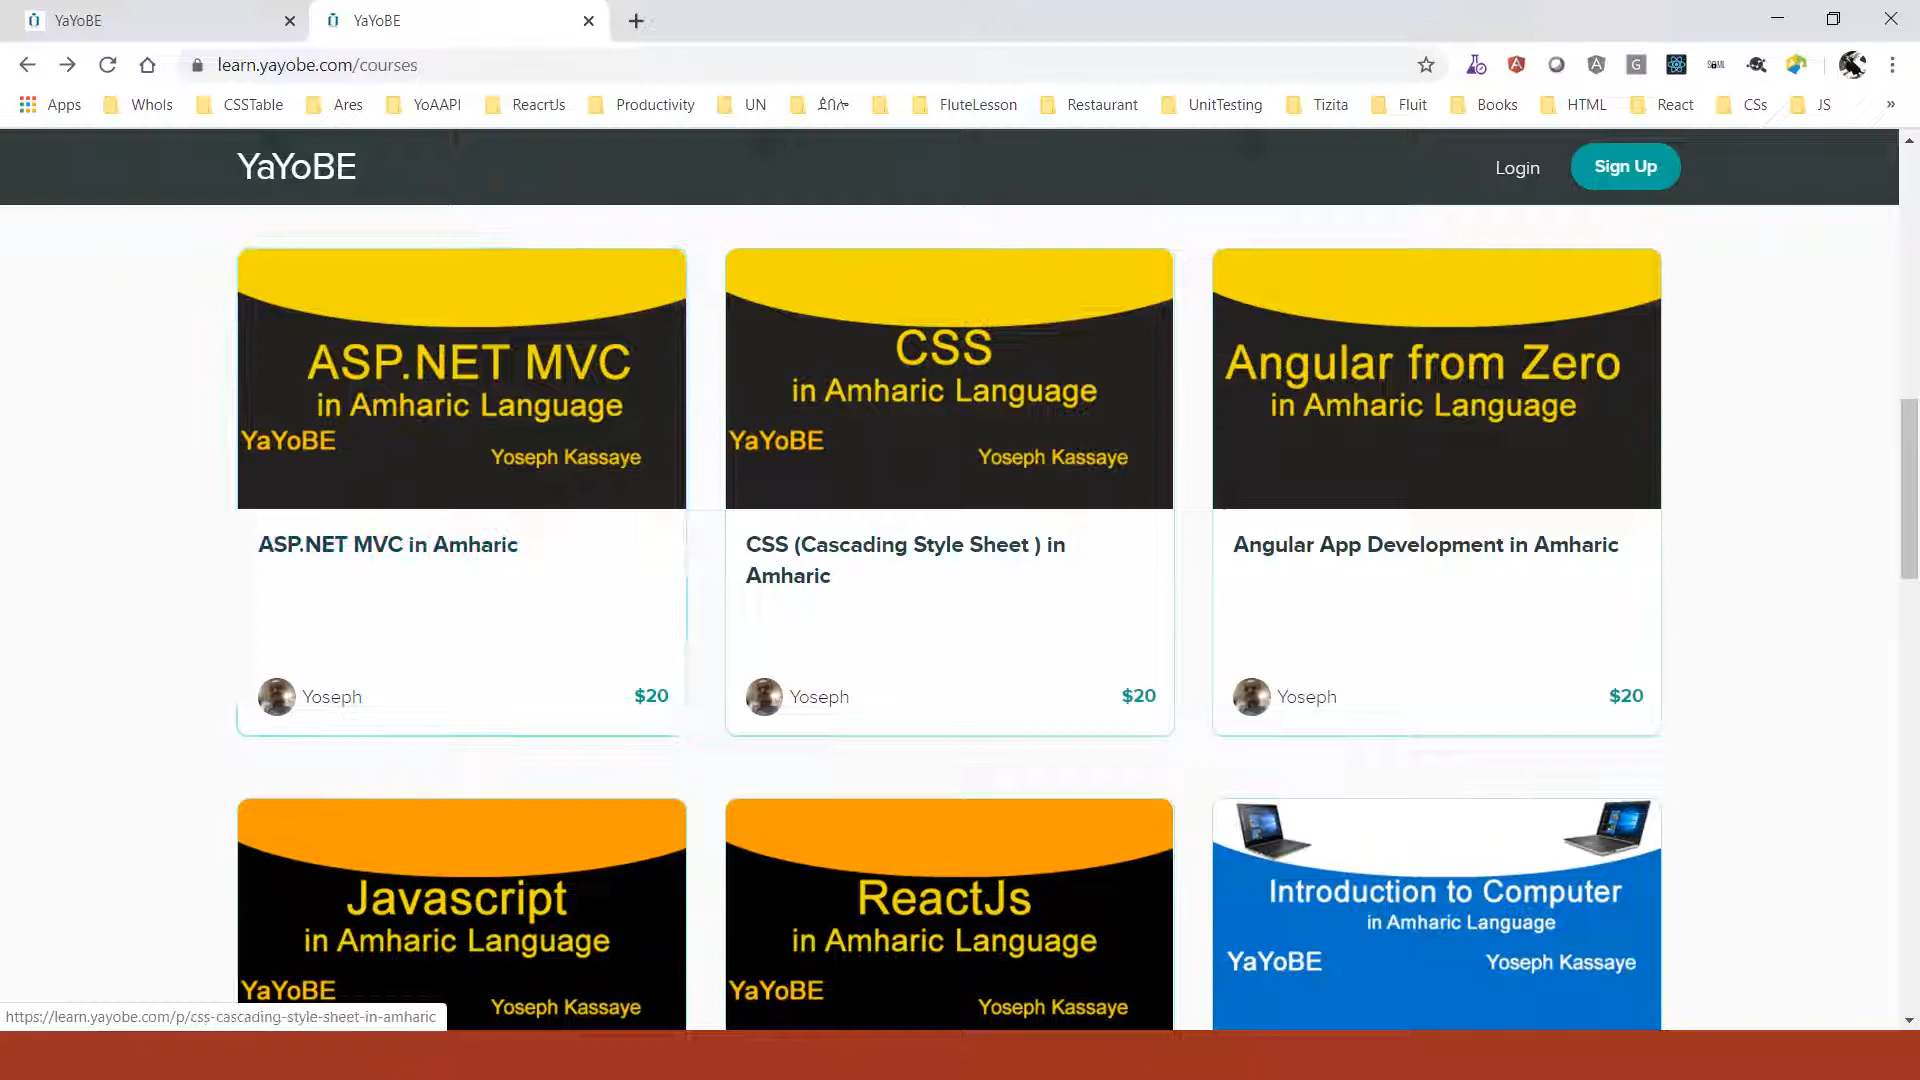 YaYoBE
YaYoBE
learn.yayobe.com/courses
Apps
WhoIs
CSSTable
Ares
YoAAPI
ReacrtJs
Productivity
UN
FluteLesson
Restaurant
UnitTesting
Tizita
Fluit
Books
HTML
React
CSs
JS
»
YaYoBE
Login
Sign Up
ASP.NET MVC
in Amharic Language
YaYoBE
Yoseph Kassaye
ASP.NET MVC in Amharic
Yoseph
$20
CSS
in Amharic Language
YaYoBE
Yoseph Kassaye
CSS (Cascading Style Sheet ) in
Amharic
Yoseph
$20
Angular from Zero
in Amharic Language
Angular App Development in Amharic
Yoseph
$20
Javascript
in Amharic Language
YaYoBE
Yoseph Kassaye
ReactJs
in Amharic Language
YaYoBE
Yoseph Kassaye
Introduction to Computer
in Amharic Language
YaYoBE
Yoseph Kassaye
https://learn.yayobe.com/p/css-cascading-style-sheet-in-amharic